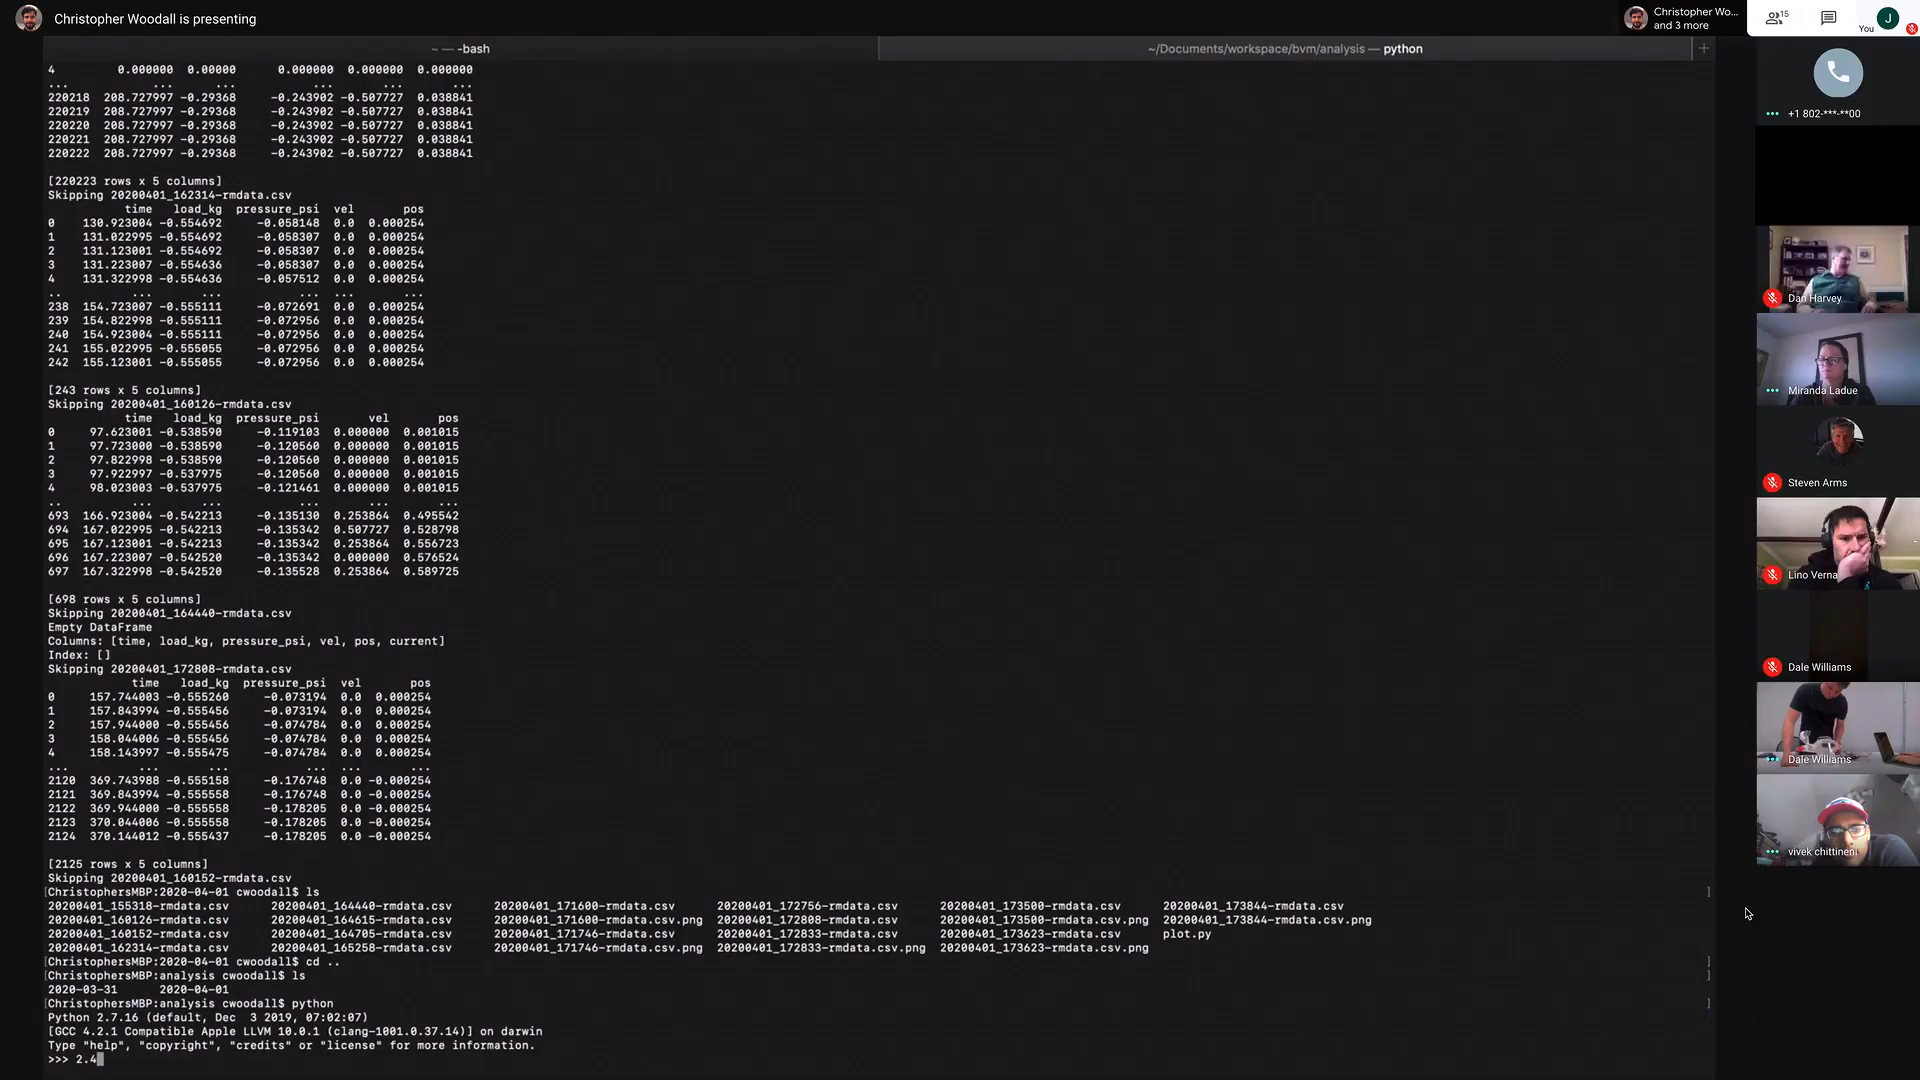 Christopher Woodall is presenting
Christopher Wo...
and 3 more
15
You
J
~ — -bash
~/Documents/workspace/bvm/analysis — python
+
4 0.000000 0.00000 0.000000 0.000000 0.000000
... ... ... ... ... ...
220218 208.727997 -0.29368 -0.243902 -0.507727 0.038841
220219 208.727997 -0.29368 -0.243902 -0.507727 0.038841
220220 208.727997 -0.29368 -0.243902 -0.507727 0.038841
220221 208.727997 -0.29368 -0.243902 -0.507727 0.038841
220222 208.727997 -0.29368 -0.243902 -0.507727 0.038841
[220223 rows x 5 columns]
Skipping 20200401_162314-rmdata.csv
time load_kg pressure_psi vel pos
0 130.923004 -0.554692 -0.058148 0.0 0.000254
1 131.022995 -0.554692 -0.058307 0.0 0.000254
2 131.123001 -0.554692 -0.058307 0.0 0.000254
3 131.223007 -0.554636 -0.058307 0.0 0.000254
4 131.322998 -0.554636 -0.057512 0.0 0.000254
.. ... ... ... ... ...
238 154.723007 -0.555111 -0.072691 0.0 0.000254
239 154.822998 -0.555111 -0.072956 0.0 0.000254
240 154.923004 -0.555111 -0.072956 0.0 0.000254
241 155.022995 -0.555055 -0.072956 0.0 0.000254
242 155.123001 -0.555055 -0.072956 0.0 0.000254
[243 rows x 5 columns]
Skipping 20200401_160126-rmdata.csv
time load_kg pressure_psi vel pos
0 97.623001 -0.538590 -0.119103 0.000000 0.001015
1 97.723000 -0.538590 -0.120560 0.000000 0.001015
2 97.822998 -0.538590 -0.120560 0.000000 0.001015
3 97.922997 -0.537975 -0.120560 0.000000 0.001015
4 98.023003 -0.537975 -0.121461 0.000000 0.001015
.. ... ... ... ... ...
693 166.923004 -0.542213 -0.135130 0.253864 0.495542
694 167.022995 -0.542213 -0.135342 0.507727 0.528798
695 167.123001 -0.542213 -0.135342 0.253864 0.556723
696 167.223007 -0.542520 -0.135342 0.000000 0.576524
697 167.322998 -0.542520 -0.135528 0.253864 0.589725
[698 rows x 5 columns]
Skipping 20200401_164440-rmdata.csv
Empty DataFrame
Columns: [time, load_kg, pressure_psi, vel, pos, current]
Index: []
Skipping 20200401_172808-rmdata.csv
time load_kg pressure_psi vel pos
0 157.744003 -0.555260 -0.073194 0.0 0.000254
1 157.843994 -0.555456 -0.073194 0.0 0.000254
2 157.944000 -0.555456 -0.074784 0.0 0.000254
3 158.044006 -0.555456 -0.074784 0.0 0.000254
4 158.143997 -0.555475 -0.074784 0.0 0.000254
... ... ... ... ... ...
2120 369.743988 -0.555158 -0.176748 0.0 -0.000254
2121 369.843994 -0.555558 -0.176748 0.0 -0.000254
2122 369.944000 -0.555558 -0.178205 0.0 -0.000254
2123 370.044006 -0.555558 -0.178205 0.0 -0.000254
2124 370.144012 -0.555437 -0.178205 0.0 -0.000254
[2125 rows x 5 columns]
Skipping 20200401_160152-rmdata.csv
[ChristophersMBP:2020-04-01 cwoodall$ ls ]
20200401_155318-rmdata.csv 20200401_164440-rmdata.csv 20200401_171600-rmdata.csv 20200401_172756-rmdata.csv 20200401_173500-rmdata.csv 20200401_173844-rmdata.csv
20200401_160126-rmdata.csv 20200401_164615-rmdata.csv 20200401_171600-rmdata.csv.png 20200401_172808-rmdata.csv 20200401_173500-rmdata.csv.png 20200401_173844-rmdata.csv.png
20200401_160152-rmdata.csv 20200401_164705-rmdata.csv 20200401_171746-rmdata.csv 20200401_172833-rmdata.csv 20200401_173623-rmdata.csv plot.py
20200401_162314-rmdata.csv 20200401_165258-rmdata.csv 20200401_171746-rmdata.csv.png 20200401_172833-rmdata.csv.png 20200401_173623-rmdata.csv.png
[ChristophersMBP:2020-04-01 cwoodall$ cd .. ]
[ChristophersMBP:analysis cwoodall$ ls ]
2020-03-31 2020-04-01
[ChristophersMBP:analysis cwoodall$ python ]
Python 2.7.16 (default, Dec 3 2019, 07:02:07)
[GCC 4.2.1 Compatible Apple LLVM 10.0.1 (clang-1001.0.37.14)] on darwin
Type "help", "copyright", "credits" or "license" for more information.
>>> 2.4
+1 802-***-**00
Dan Harvey
Miranda Ladue
Steven Arms
Lino Verna
Dale Williams
Dale Williams
vivek chittineni